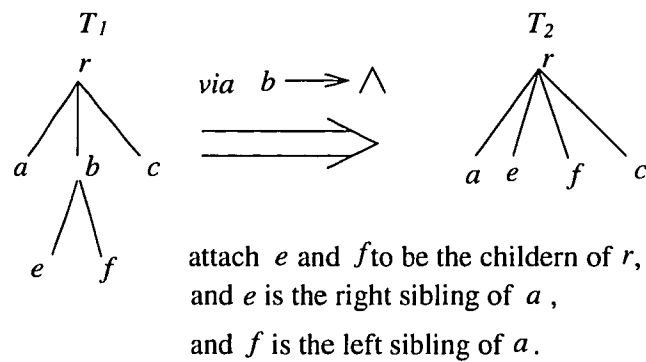 T1
T2
r
r
via b → Λ
a
b
c
a
e
f
c
e
f
attach e and f to be the childern of r,
and e is the right sibling of a ,
and f is the left sibling of a.